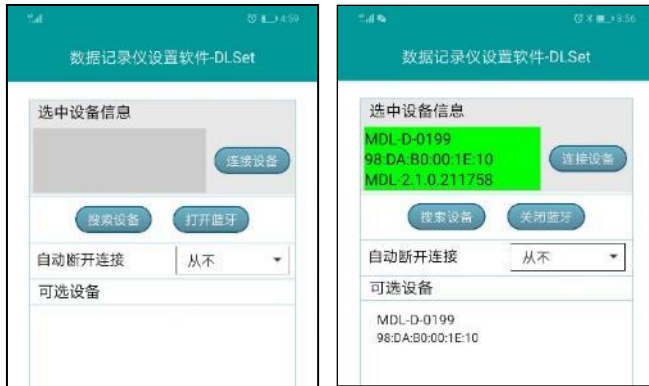 4:59
数据记录仪设置软件-DLSet
选中设备信息
连接设备
搜索设备
打开蓝牙
自动断开连接
从不
可选设备
数据记录仪设置软件-DLSet
选中设备信息
MDL-D-0199
98:DA:B0:00:1E:10
MDL-2.1.0.211758
连接设备
搜索设备
关闭蓝牙
自动断开连接
从不
可选设备
MDL-D-0199
98:DA:B0:00:1E:10